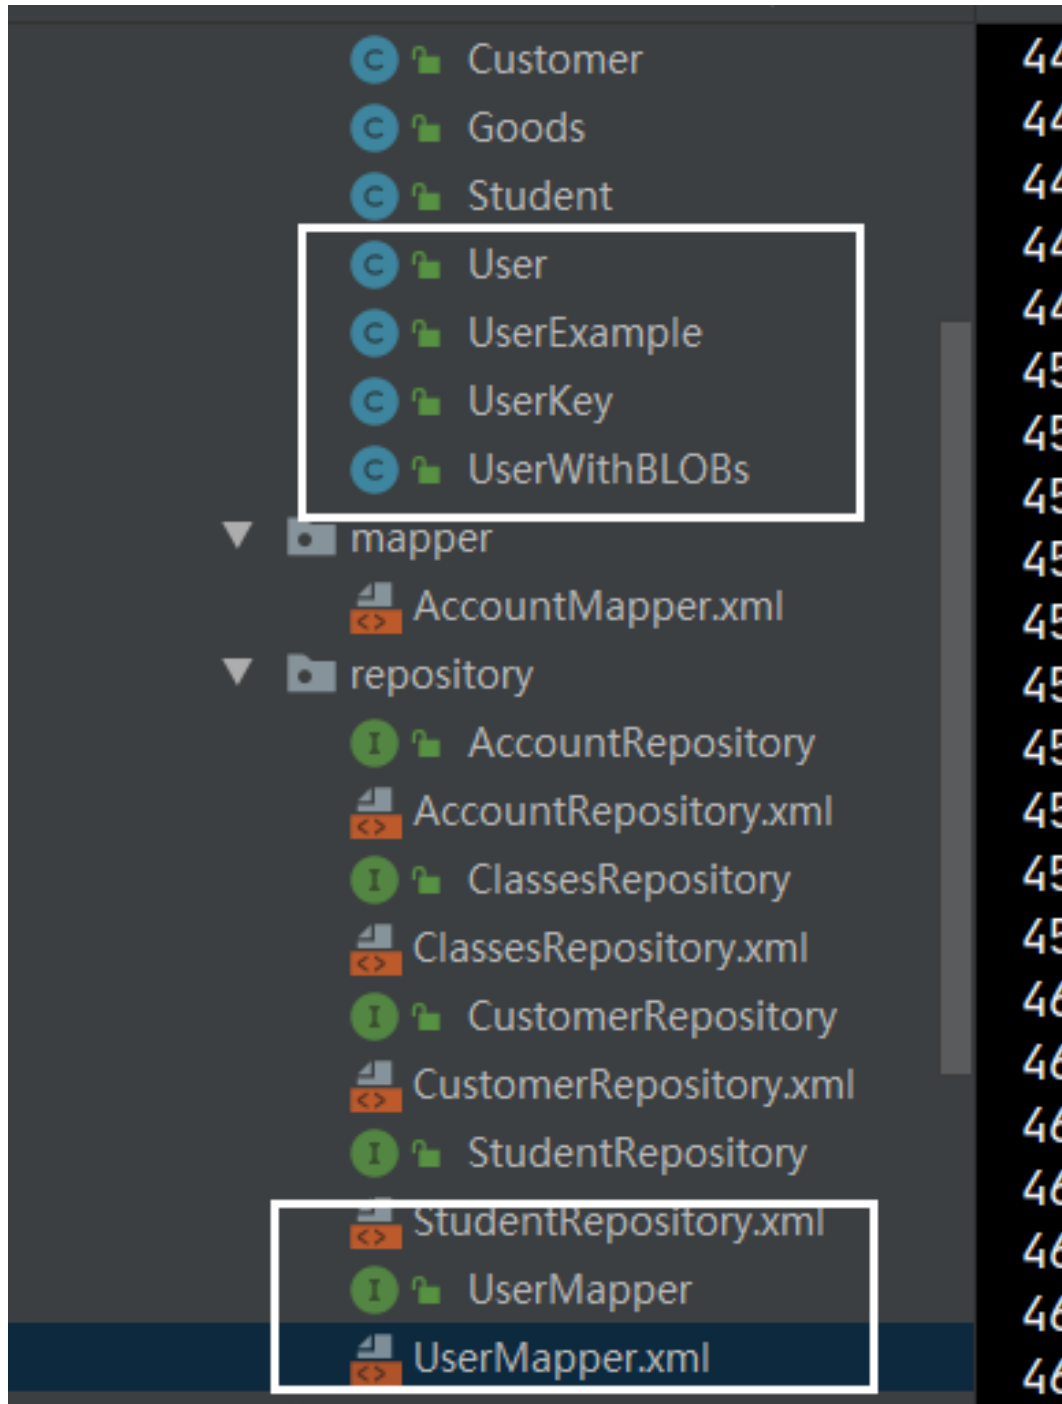 Customer
Goods
Student
User
UserExample
UserKey
UserWithBLOBs
mapper
AccountMapper.xml
repository
AccountRepository
AccountRepository.xml
ClassesRepository
ClassesRepository.xml
CustomerRepository
CustomerRepository.xml
StudentRepository
StudentRepository.xml
UserMapper
UserMapper.xml